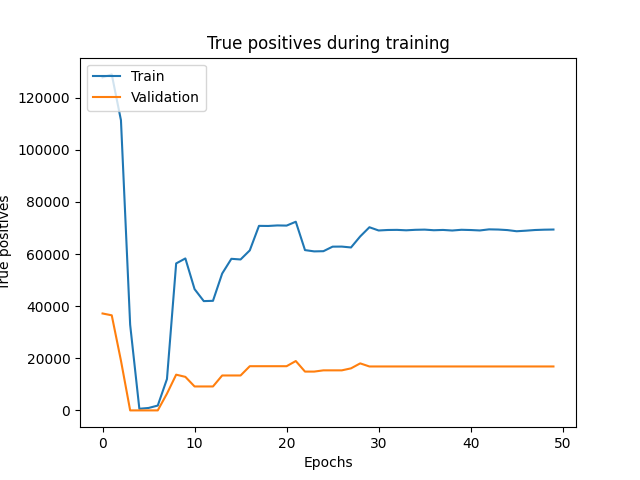 True positives during training
Train
Validation
120000
100000
80000
60000
40000
20000
0
True positives
0 10 20 30 40 50
Epochs